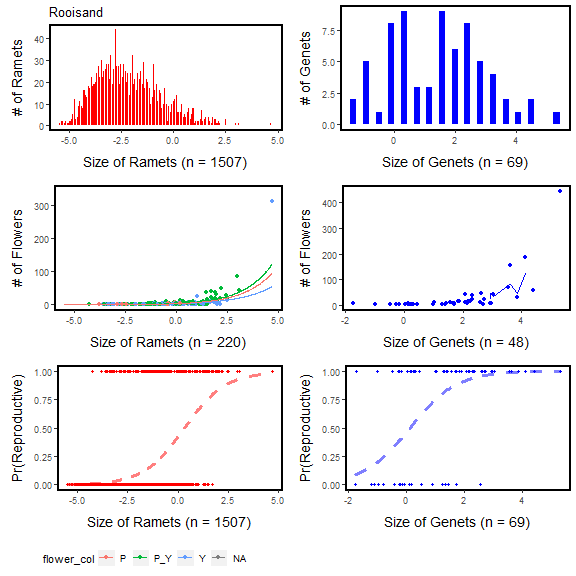 Rooisand
# of Ramets
40
30
20
10
0
-5.0 -2.5 0.0 2.5 5.0
Size of Ramets (n = 1507)
# of Genets
7.5
5.0
2.5
0.0
0 2 4
Size of Genets (n = 69)
# of Flowers
300
200
100
0
-5.0 -2.5 0.0 2.5 5.0
Size of Ramets (n = 220)
# of Flowers
400
300
200
100
0
-2 0 2 4
Size of Genets (n = 48)
Pr(Reproductive)
1.00
0.75
0.50
0.25
0.00
-5.0 -2.5 0.0 2.5 5.0
Size of Ramets (n = 1507)
Pr(Reproductive)
1.00
0.75
0.50
0.25
0.00
-2 0 2 4
Size of Genets (n = 69)
flower_col P P_Y Y NA